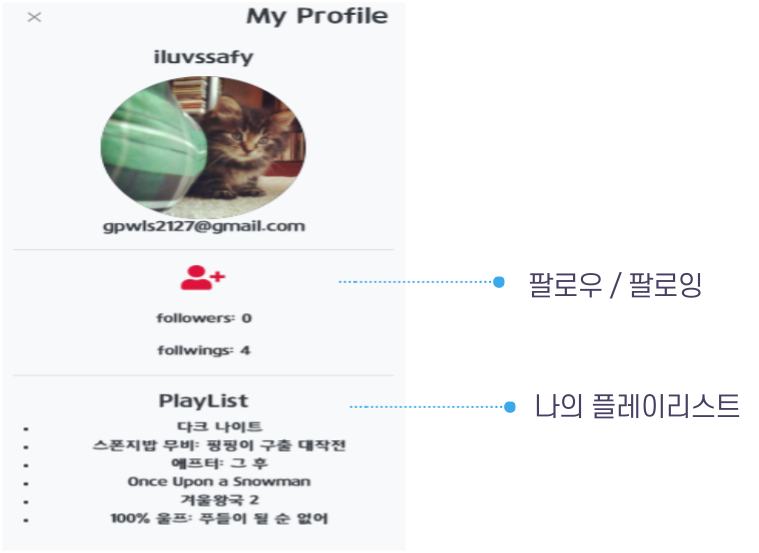 ×
My Profile
iluvssafy
gpwls2127@gmail.com
followers: 0
follwings: 4
팔로우 / 팔로잉
PlayList
나의 플레이리스트
다크 나이트
스폰지밥 무비: 핑핑이 구출 대작전
애프터: 그 후
Once Upon a Snowman
겨울왕국 2
100% 울프: 푸들이 될 순 없어